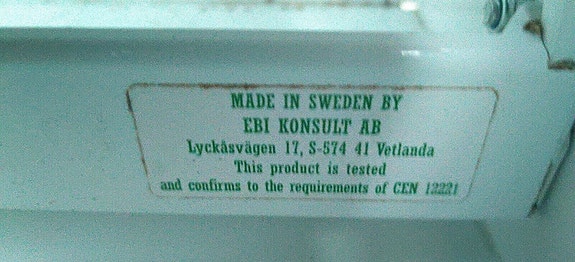 MADE IN SWEDEN BY
EBI KONSULT AB
Lyckåsvägen 17, S-574 41 Vetlanda
This product is tested
and confirms to the requirements of CEN 12221